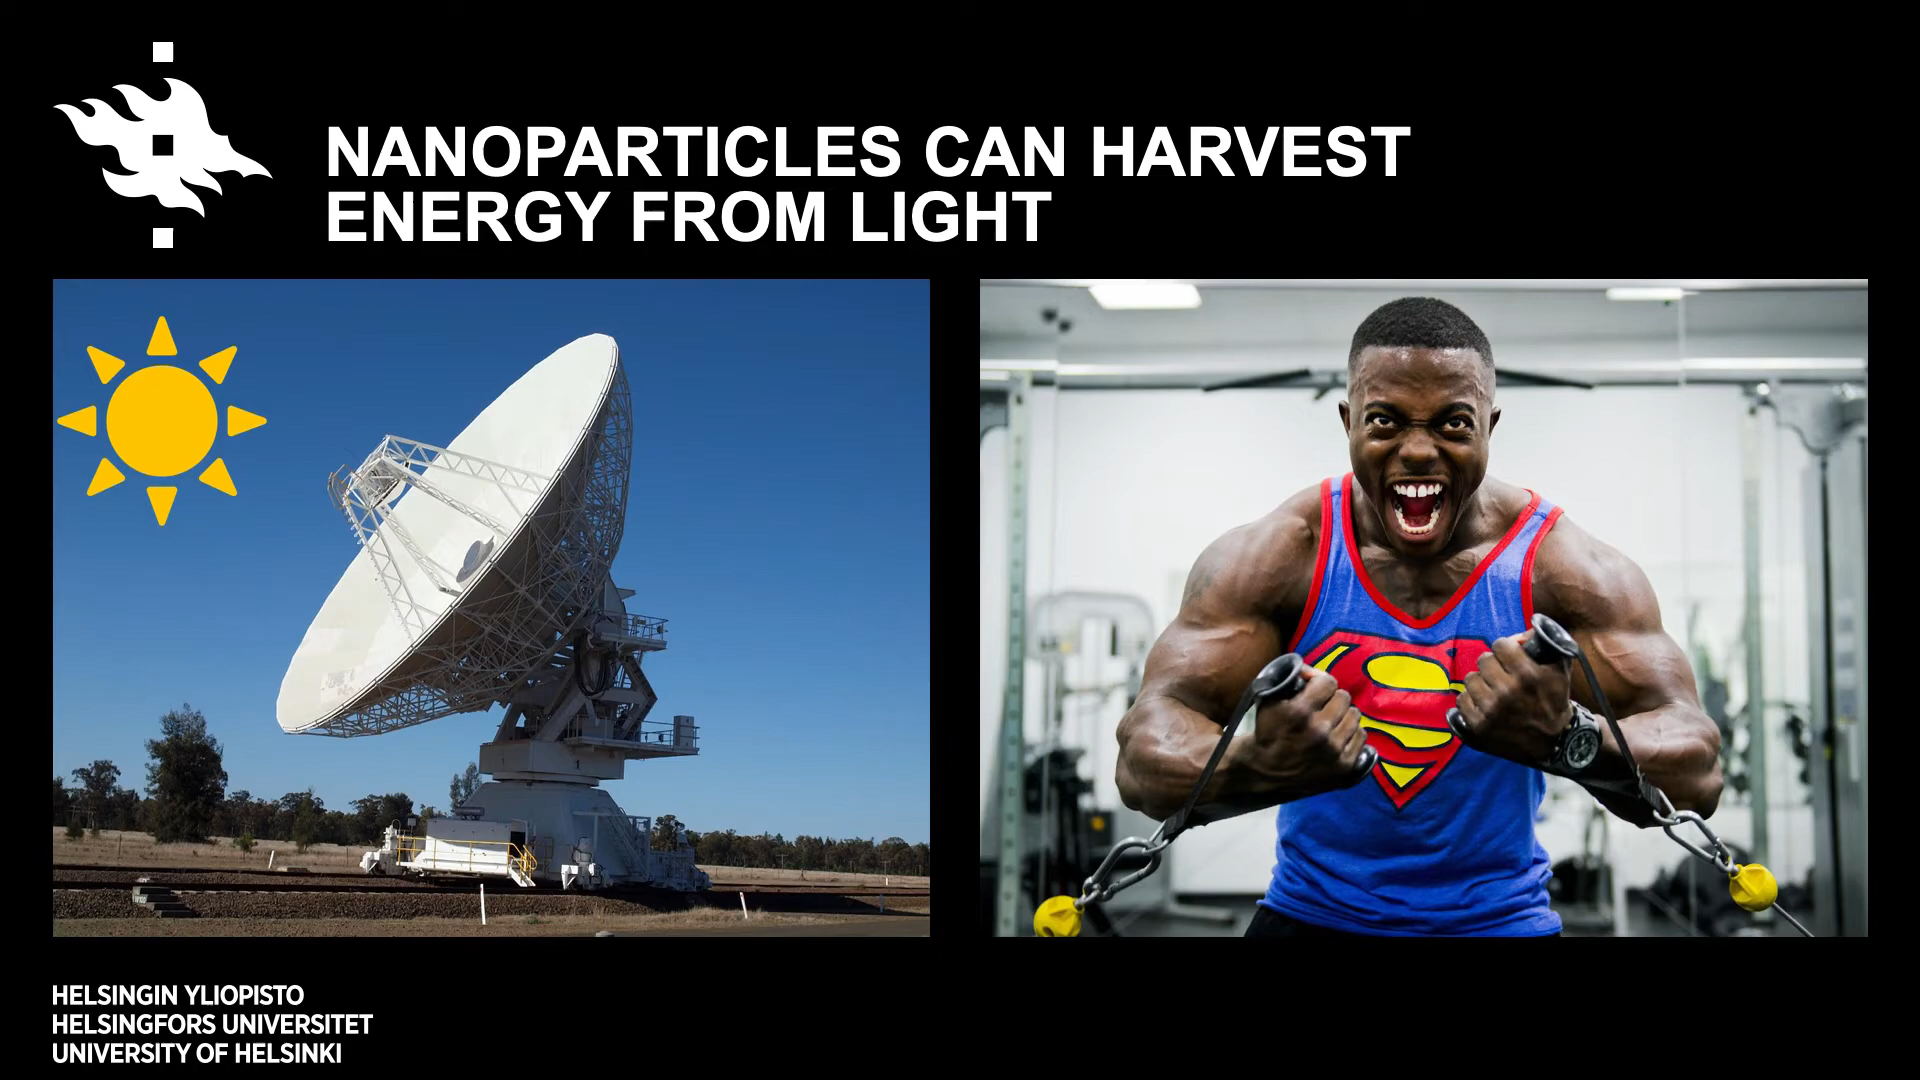 NANOPARTICLES CAN HARVEST
ENERGY FROM LIGHT
HELSINGIN YLIOPISTO
HELSINGFORS UNIVERSITET
UNIVERSITY OF HELSINKI